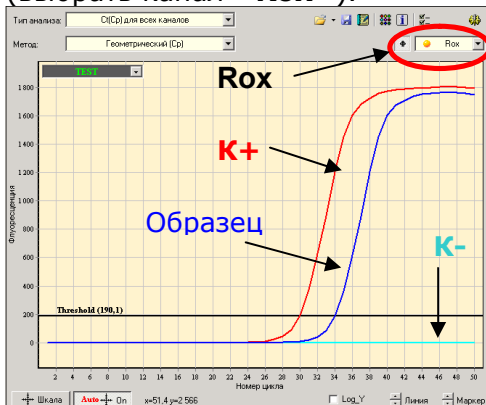 (выбрать канал "Rox"):
Тип анализа: Ct(Cp) для всех каналов
Метод: Геометрический (Cp) Rox
TEST
Rox
К+
Образец
К-
Threshold (190,1)
Флуоресценция
1 800
1 600
1 400
1 200
1 000
800
600
400
200
0
2 4 6 8 10 12 14 16 18 20 22 24 26 28 30 32 34 36 38 40 42 44 46 48 50
Номер цикла
Шкала Auto On x=51,4 y=2 566 Log_Y Линия Маркер